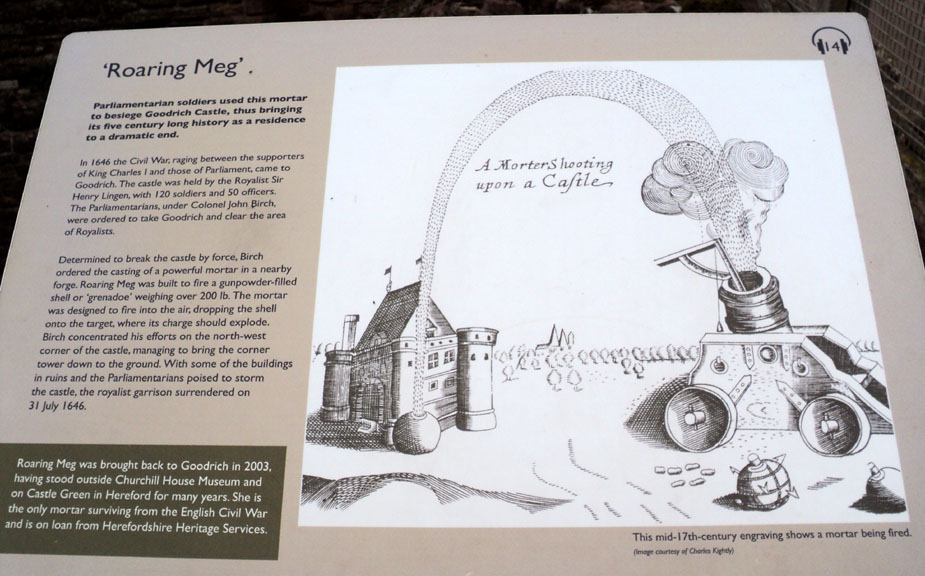 14
'Roaring Meg'.
Parliamentarian soldiers used this mortar
to besiege Goodrich Castle, thus bringing
its five century long history as a residence
to a dramatic end.
In 1646 the Civil War, raging between the supporters
of King Charles I and those of Parliament, came to
Goodrich. The castle was held by the Royalist Sir
Henry Lingen, with 120 soldiers and 50 officers.
The Parliamentarians, under Colonel John Birch,
were ordered to take Goodrich and clear the area
of Royalists.
Determined to break the castle by force, Birch
ordered the casting of a powerful mortar in a nearby
forge. Roaring Meg was built to fire a gunpowder-filled
shell or 'grenadoe' weighing over 200 lb. The mortar
was designed to fire into the air, dropping the shell
onto the target, where its charge should explode.
Birch concentrated his efforts on the north-west
corner of the castle, managing to bring the corner
tower down to the ground. With some of the buildings
in ruins and the Parliamentarians poised to storm
the castle, the royalist garrison surrendered on
31 July 1646.
Roaring Meg was brought back to Goodrich in 2003,
having stood outside Churchill House Museum and
on Castle Green in Hereford for many years. She is
the only mortar surviving from the English Civil War
and is on loan from Herefordshire Heritage Services.
A Morter Shooting
upon a Caſtle
This mid-17th-century engraving shows a mortar being fired.
(Image courtesy of Charles Kightly)